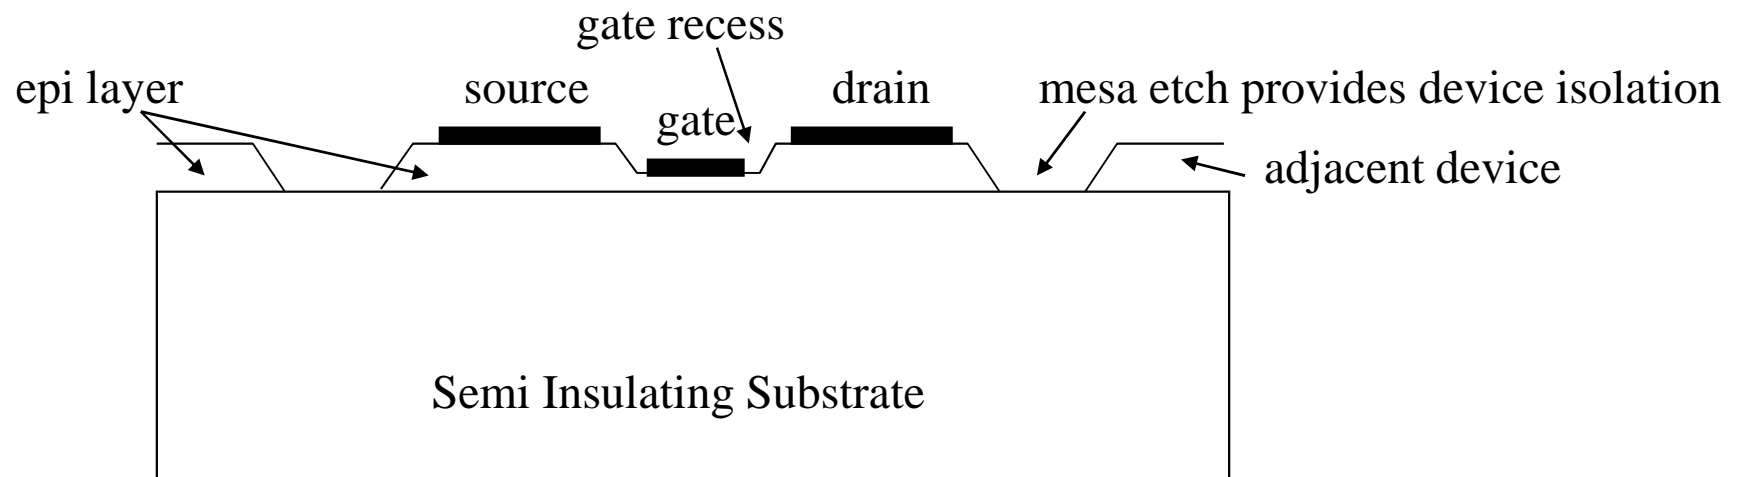 gate recess
epi layer
source
gate
drain
mesa etch provides device isolation
adjacent device
Semi Insulating Substrate